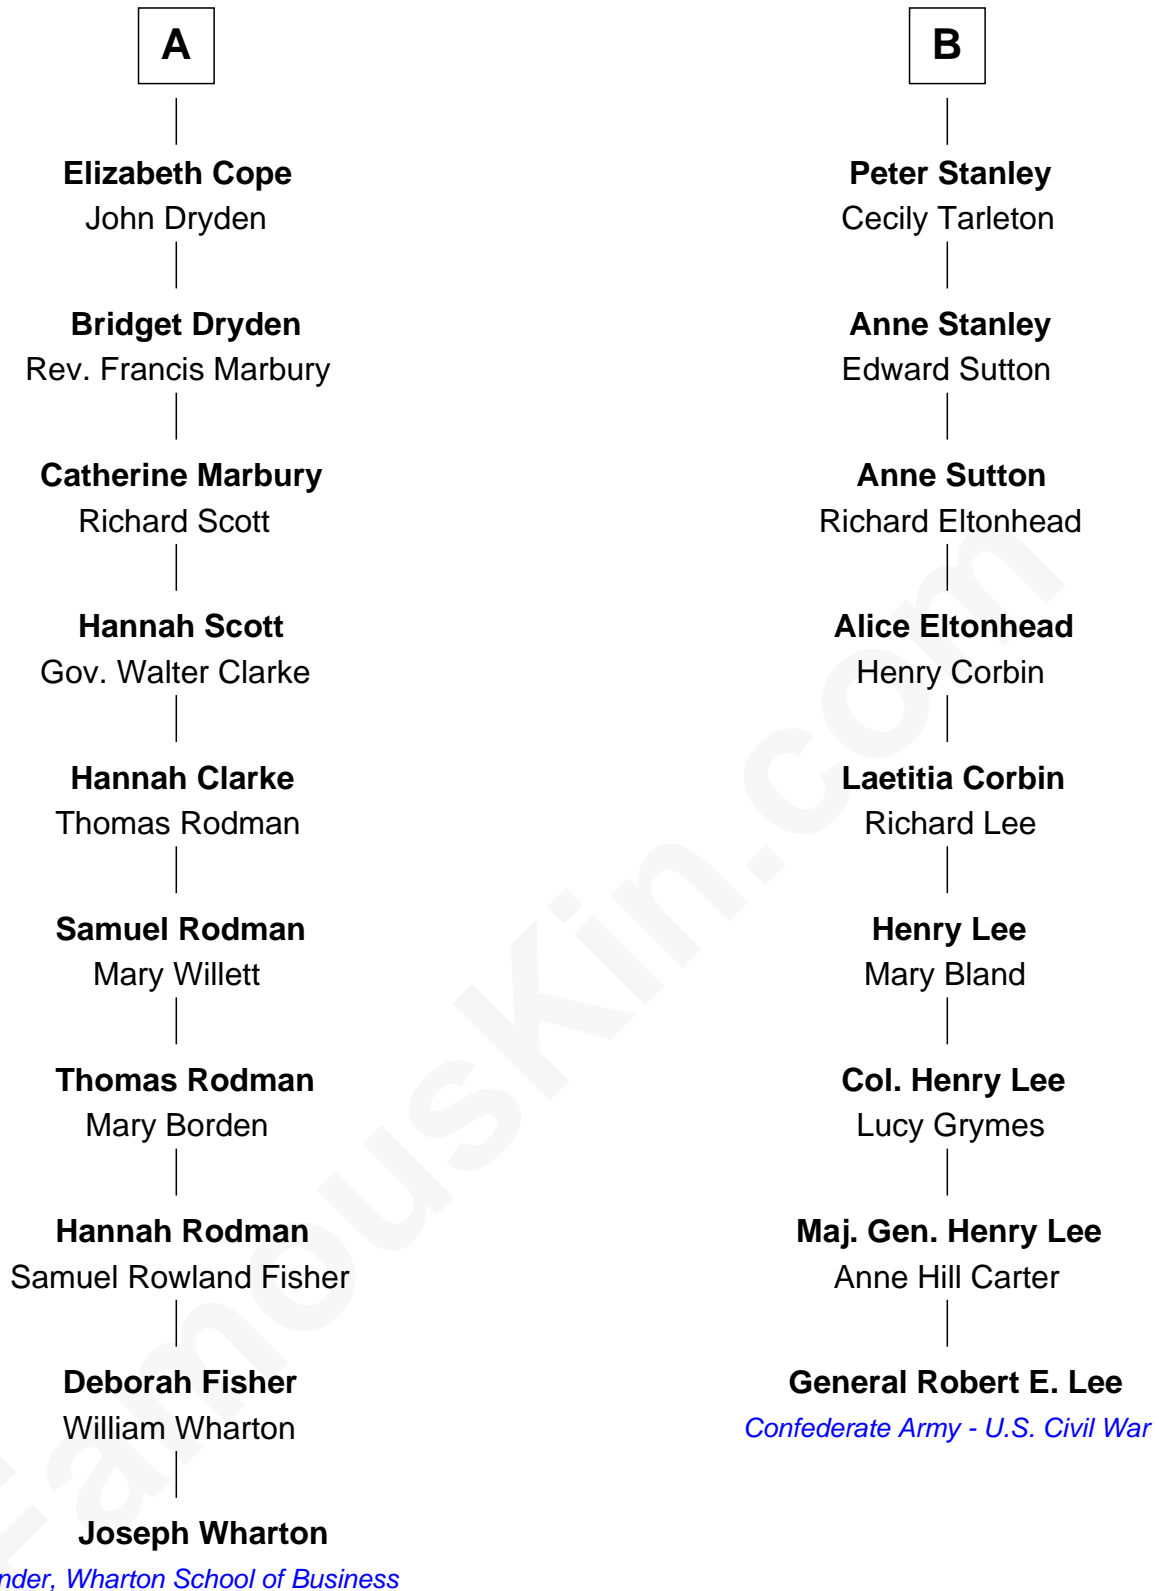 A
Elizabeth Cope
John Dryden
Bridget Dryden
Rev. Francis Marbury
Catherine Marbury
Richard Scott
Hannah Scott
Gov. Walter Clarke
Hannah Clarke
Thomas Rodman
Samuel Rodman
Mary Willett
Thomas Rodman
Mary Borden
Hannah Rodman
Samuel Rowland Fisher
Deborah Fisher
William Wharton
Joseph Wharton
nder, Wharton School of Business
B
Peter Stanley
Cecily Tarleton
Anne Stanley
Edward Sutton
Anne Sutton
Richard Eltonhead
Alice Eltonhead
Henry Corbin
Laetitia Corbin
Richard Lee
Henry Lee
Mary Bland
Col. Henry Lee
Lucy Grymes
Maj. Gen. Henry Lee
Anne Hill Carter
General Robert E. Lee
Confederate Army - U.S. Civil War
FamousKin.com